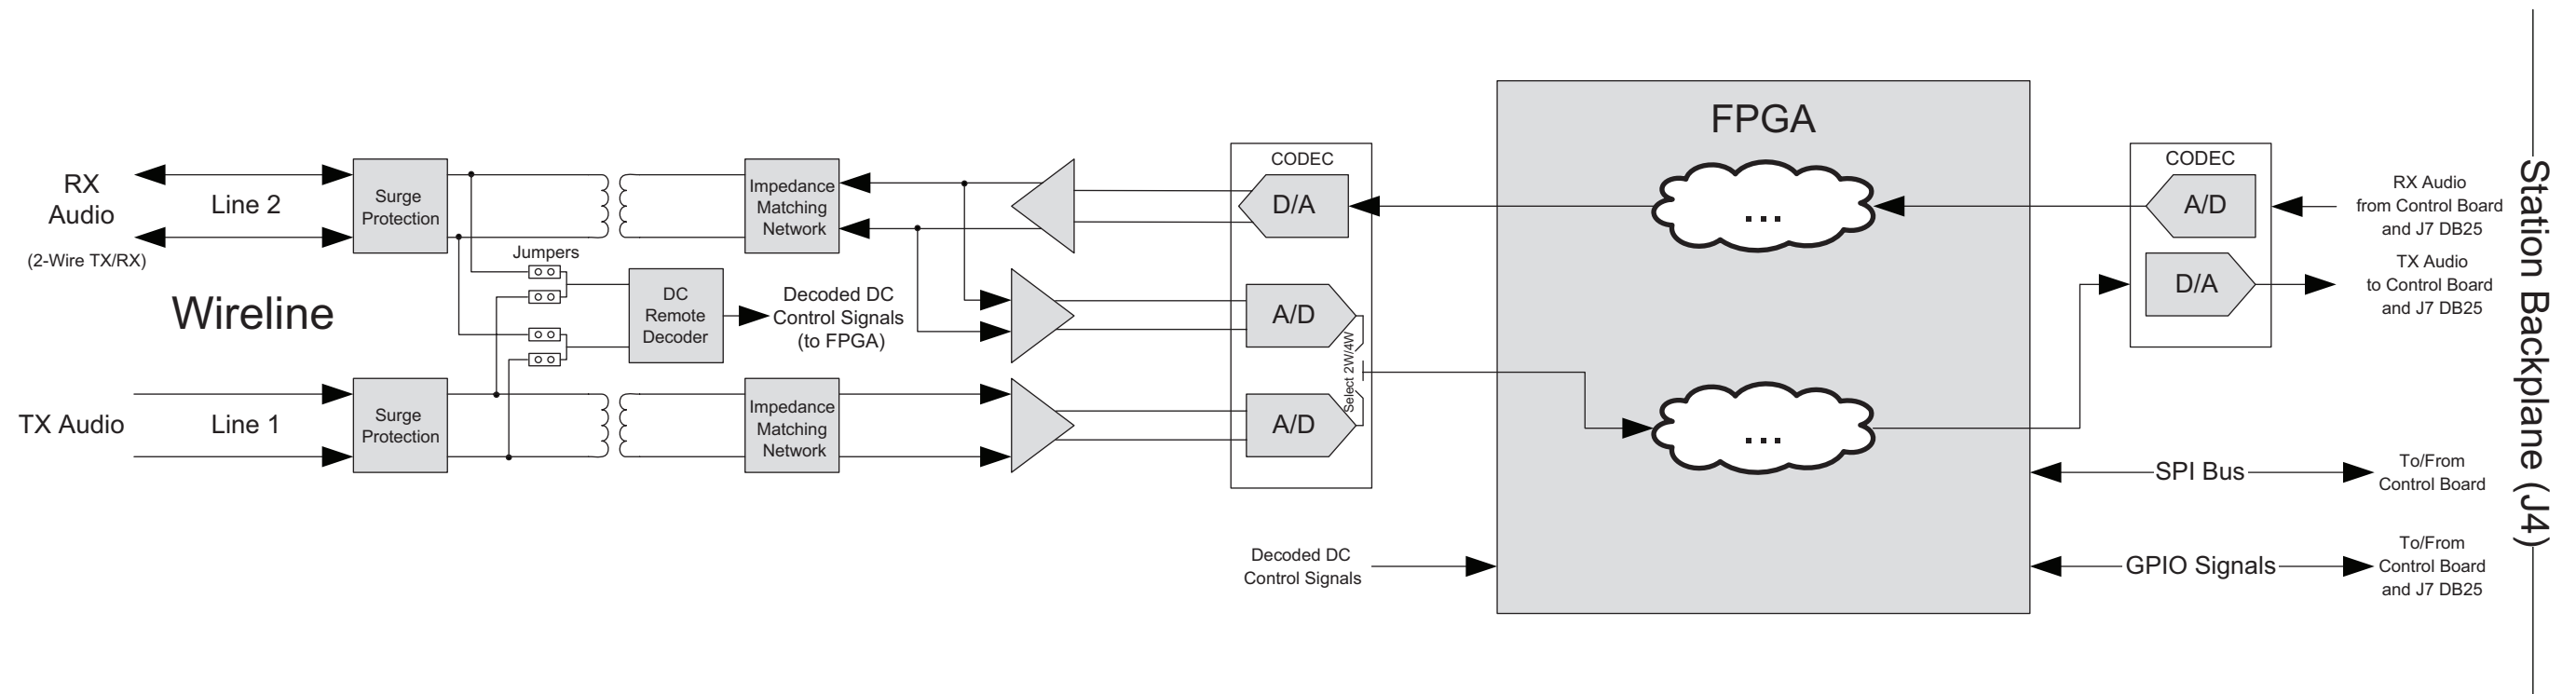 RX
Audio
(2-Wire TX/RX)
Line 2
Surge
Protection
Impedance
Matching
Network
CODEC
D/A
FPGA
...
CODEC
A/D
RX Audio
from Control Board
and J7 DB25
D/A
TX Audio
to Control Board
and J7 DB25
Station Backplane (J4)
Wireline
Jumpers
DC
Remote
Decoder
Decoded DC
Control Signals
(to FPGA)
A/D
Select 2W/4W
TX Audio
Line 1
Surge
Protection
Impedance
Matching
Network
A/D
...
SPI Bus
To/From
Control Board
Decoded DC
Control Signals
GPIO Signals
To/From
Control Board
and J7 DB25